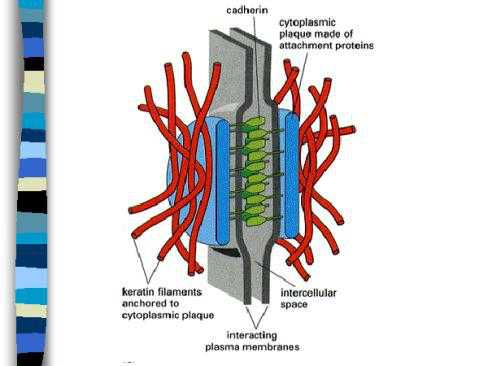 cadherin
cytoplasmic
plaque made of
attachment proteins
keratin filaments
anchored to
cytoplasmic plaque
intercellular
space
interacting
plasma membranes